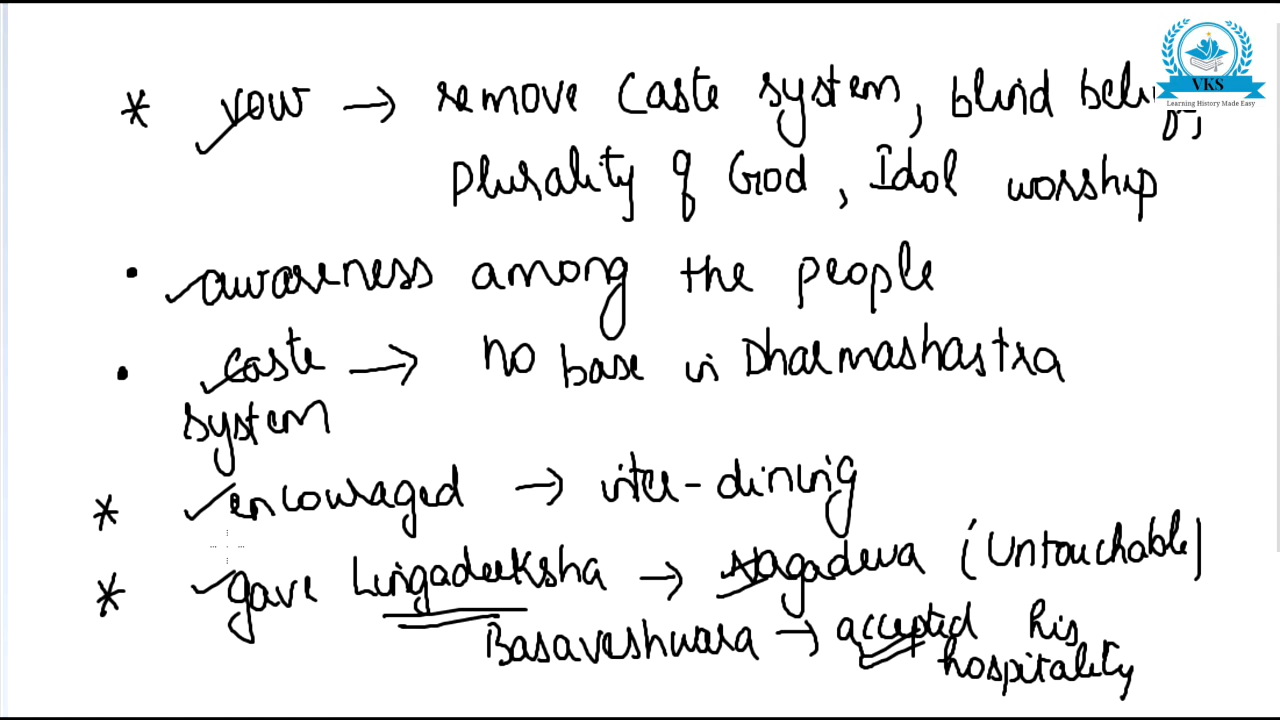 * vow → remove Caste system, blind beliefs,
plurality of God, Idol worship
• awareness among the people
• caste → no base in Dharmashastra
system
* encouraged → inter-dining
* gave Lingadeeksha → Nagadeva (Untouchable)
Basaveshwara → accepted his
hospitality
VKS
Learning History Made Easy